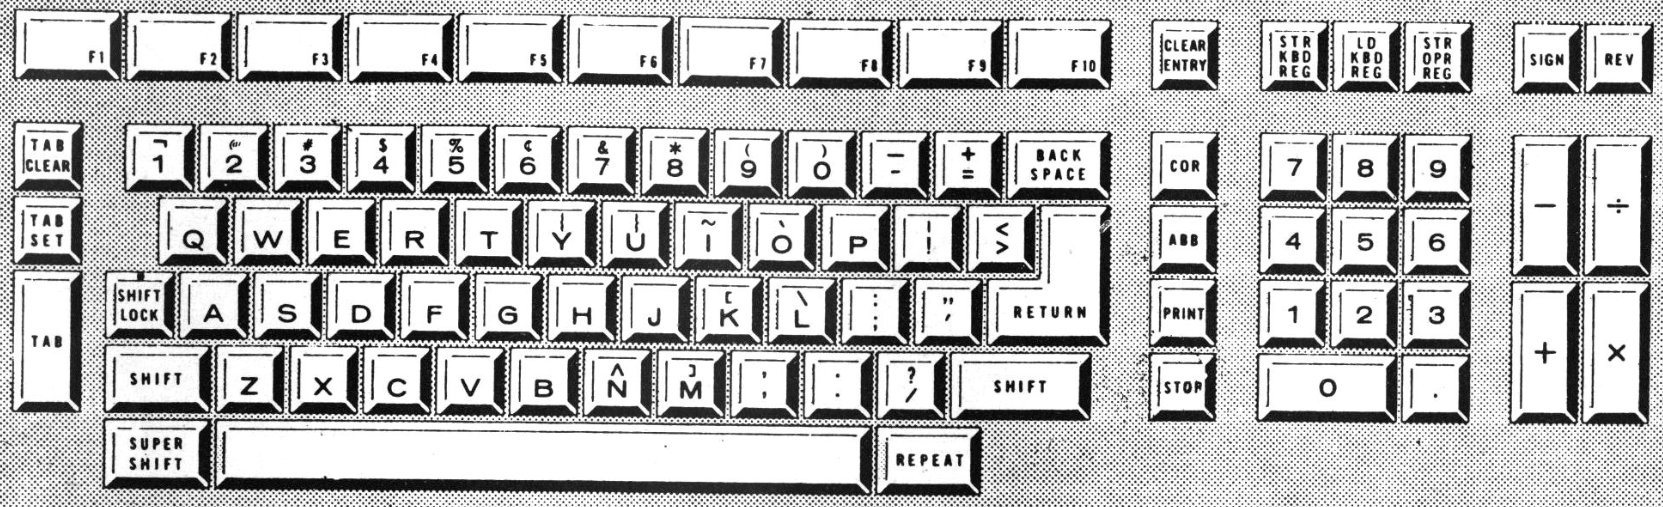 F1 F2 F3 F4 F5 F6 F7 F8 F9 F10 CLEAR ENTRY STR KBD REG LD KBD REG STR OPR REG SIGN REV
TAB CLEAR ¬ 1 @ 2 # 3 $ 4 % 5 ¢ 6 & 7 * 8 ( 9 ) 0 — - + = BACK SPACE COR 7 8 9 − ÷
TAB SET Q W E R T { Y } U ~ I ` O P ¦ ! < > ABB 4 5 6
TAB SHIFT LOCK A S D F G H J [ K \ L : ; " ' RETURN PRINT 1 2 3 + ×
SHIFT Z X C V B ^ N ] M , ; . : ? / SHIFT STOP 0 .
SUPER SHIFT REPEAT